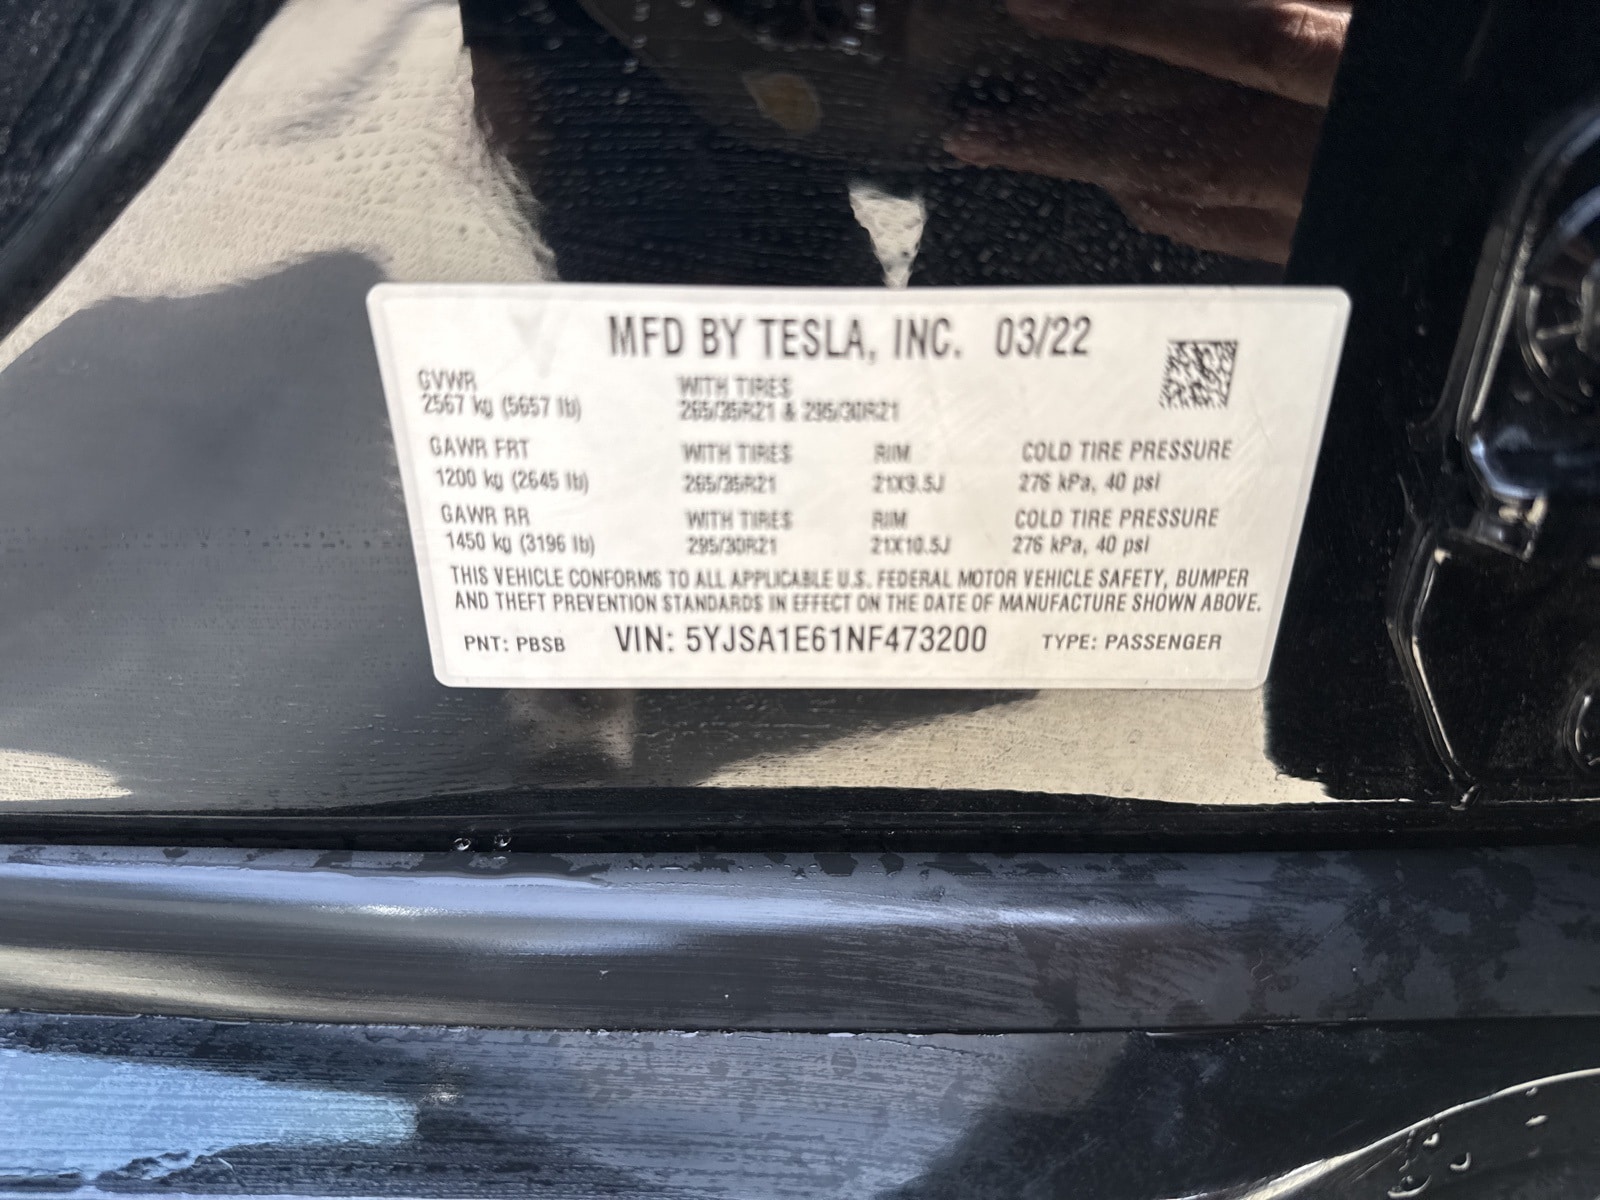 MFD BY TESLA, INC. 03/22
GVWR WITH TIRES
2567 kg (5657 lb) 265/35R21 & 295/30R21
GAWR FRT WITH TIRES RIM COLD TIRE PRESSURE
1200 kg (2645 lb) 265/35R21 21X9.5J 276 kPa, 40 psi
GAWR RR WITH TIRES RIM COLD TIRE PRESSURE
1450 kg (3196 lb) 295/30R21 21X10.5J 276 kPa, 40 psi
THIS VEHICLE CONFORMS TO ALL APPLICABLE U.S. FEDERAL MOTOR VEHICLE SAFETY, BUMPER
AND THEFT PREVENTION STANDARDS IN EFFECT ON THE DATE OF MANUFACTURE SHOWN ABOVE.
PNT: PBSB VIN: 5YJSA1E61NF473200 TYPE: PASSENGER